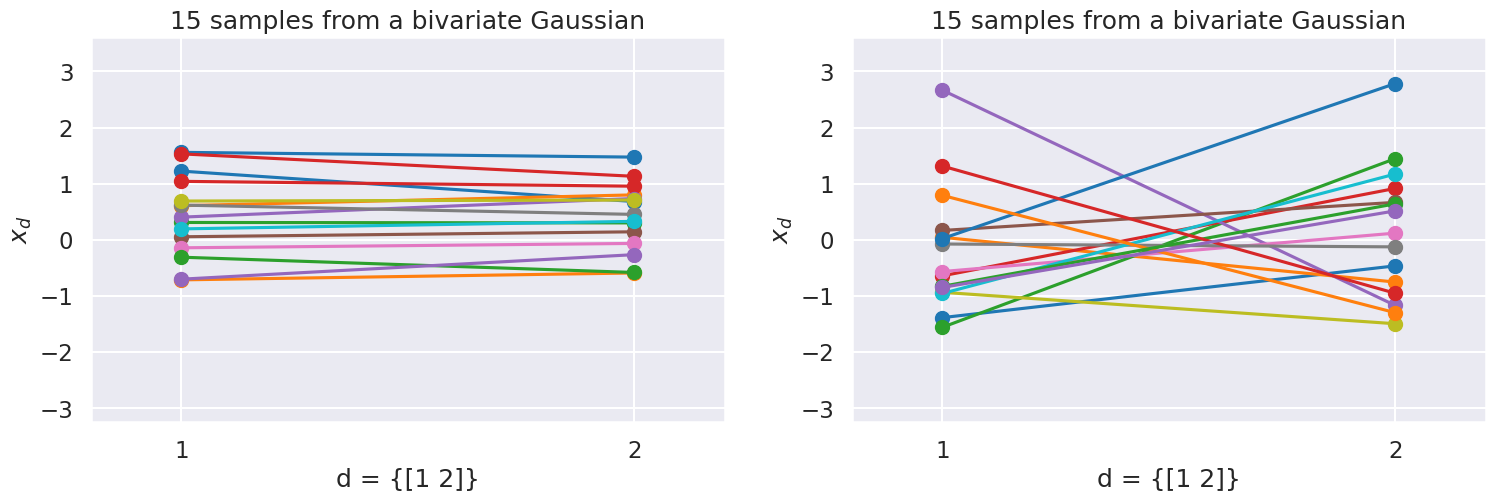 15 samples from a bivariate Gaussian
3
2
1
0
−1
−2
−3
x_d
1 2
d = {[1 2]}
15 samples from a bivariate Gaussian
3
2
1
0
−1
−2
−3
x_d
1 2
d = {[1 2]}